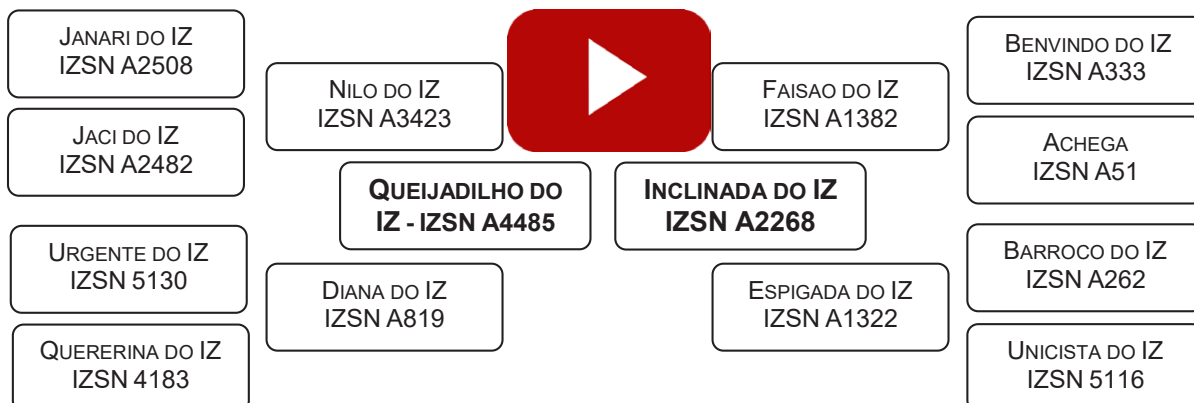 JANARI DO IZ
IZSN A2508
JACI DO IZ
IZSN A2482
URGENTE DO IZ
IZSN 5130
QUERERINA DO IZ
IZSN 4183
NILO DO IZ
IZSN A3423
DIANA DO IZ
IZSN A819
QUEIJADILHO DO
IZ - IZSN A4485
INCLINADA DO IZ
IZSN A2268
FAISAO DO IZ
IZSN A1382
ESPIGADA DO IZ
IZSN A1322
BENVINDO DO IZ
IZSN A333
ACHEGA
IZSN A51
BARROCO DO IZ
IZSN A262
UNICISTA DO IZ
IZSN 5116